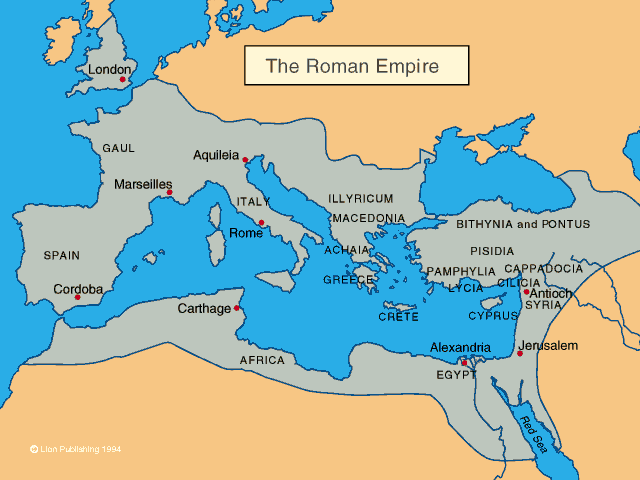 The Roman Empire
London
GAUL
Aquileia
Marseilles
ITALY
ILLYRICUM
MACEDONIA
Rome
BITHYNIA and PONTUS
SPAIN
ACHAIA
PISIDIA
GREECE
PAMPHYLIA
CAPPADOCIA
LYCIA
CILICIA
Cordoba
Antioch
Carthage
SYRIA
CRETE
CYPRUS
Alexandria
Jerusalem
AFRICA
EGYPT
Red Sea
© Lion Publishing 1994